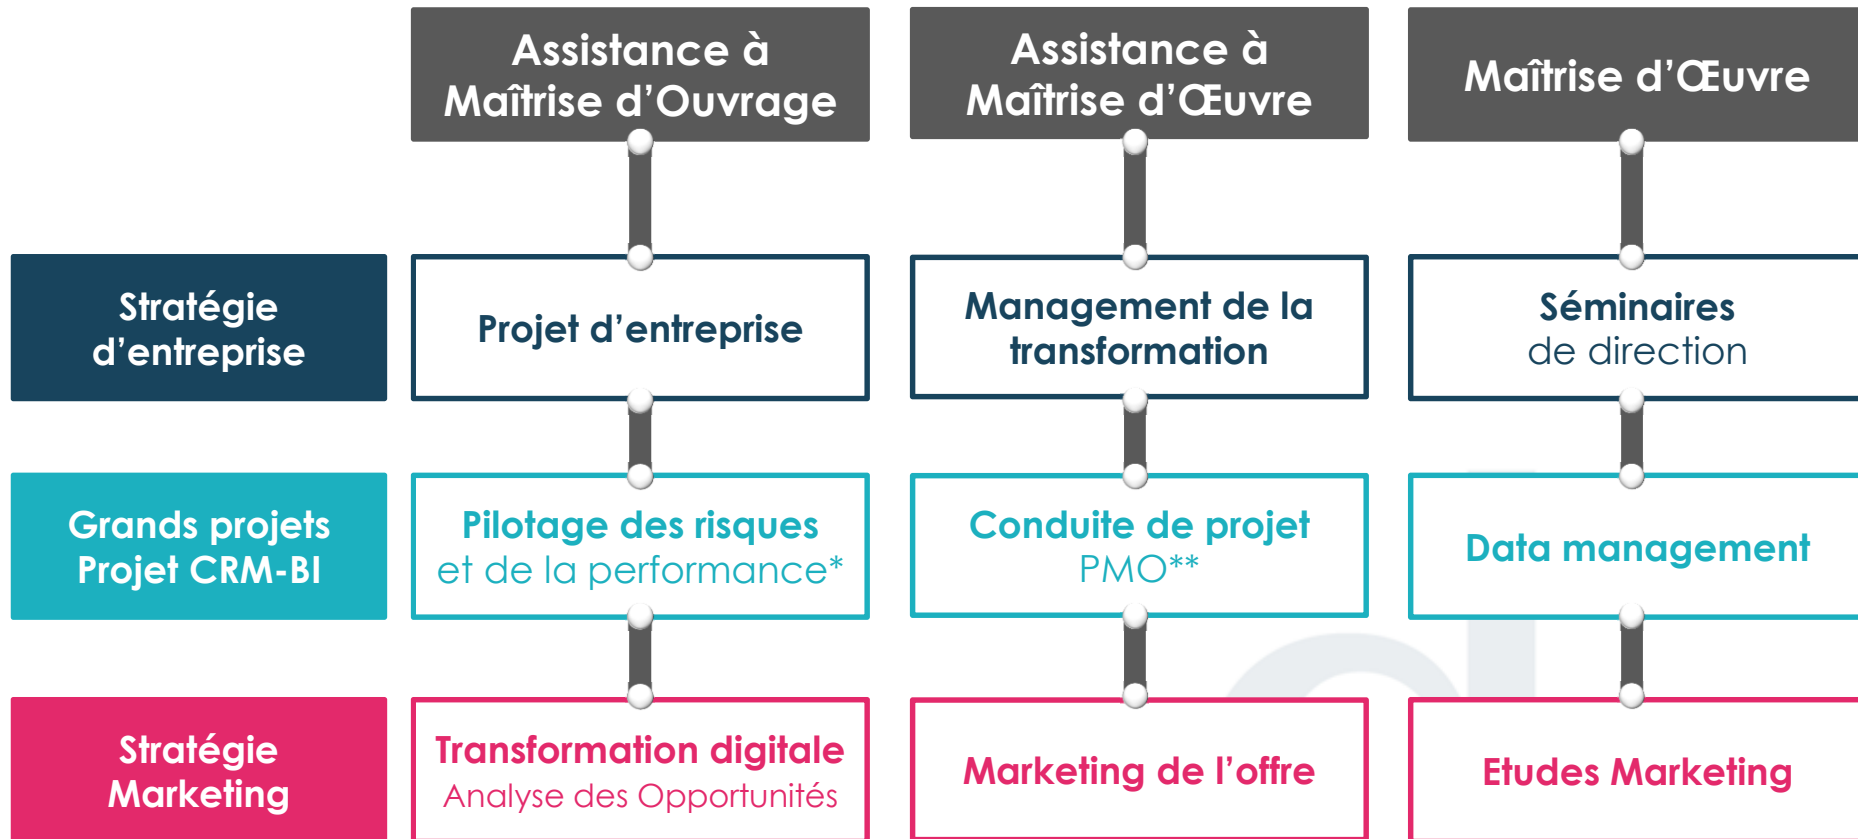 Assistance à
Maîtrise d’Ouvrage
Assistance à
Maîtrise d’Œuvre
Maîtrise d’Œuvre
Stratégie
d’entreprise
Projet d’entreprise
Management de la
transformation
Séminaires
de direction
Grands projets
Projet CRM-BI
Pilotage des risques
et de la performance*
Conduite de projet
PMO**
Data management
Stratégie
Marketing
Transformation digitale
Analyse des Opportunités
Marketing de l’offre
Etudes Marketing